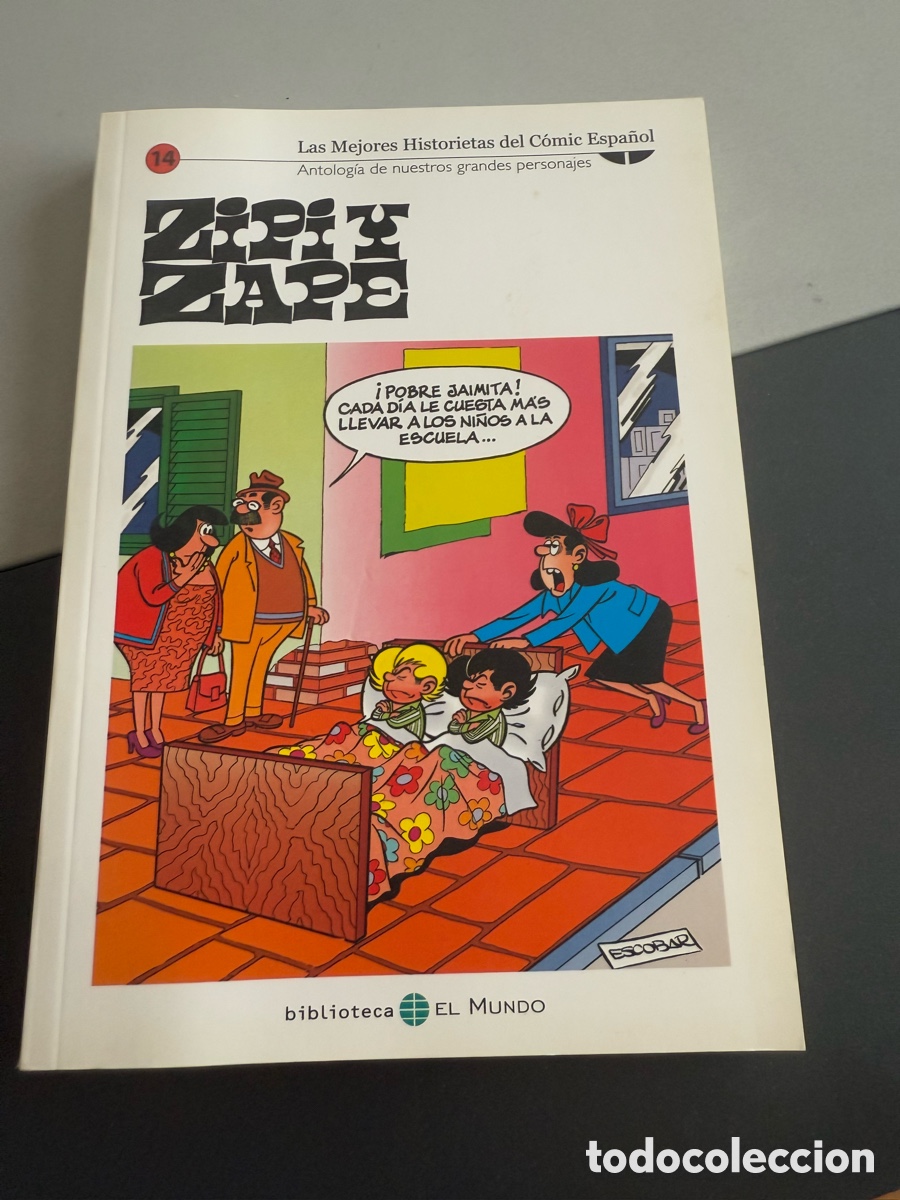 14
Las Mejores Historietas del Cómic Español
Antología de nuestros grandes personajes
ZIPI Y
ZAPE
¡POBRE JAIMITA!
CADA DÍA LE CUESTA MÁS
LLEVAR A LOS NIÑOS A LA
ESCUELA...
ESCOBAR
biblioteca EL MUNDO
todocoleccion